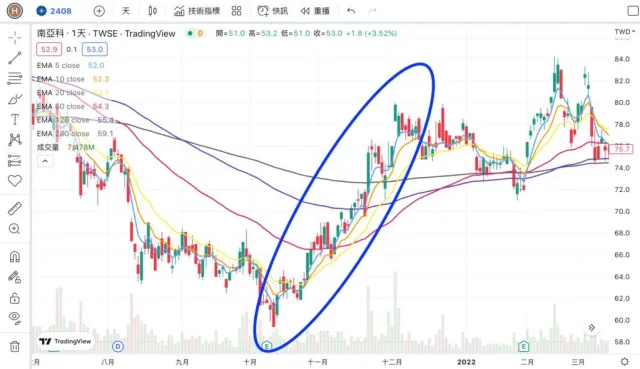 H 2408 天 技術指標 快訊 重播
南亞科 · 1天 · TWSE · TradingView D 開=51.0 高=53.2 低=51.0 收=53.0 +1.8 (+3.52%) TWD
52.9 0.1 53.0
EMA 5 close 52.0
EMA 10 close 52.3
EMA 20 close
EMA 60 close 54.3
EMA 120 close
EMA 240 close 59.1
成交量 7.478M
84.0
82.0
80.0
78.0
76.7
74.0
72.0
70.0
68.0
66.0
64.0
62.0
60.0
58.0
TradingView
D E E
八月 九月 十月 十一月 十二月 2022 二月 三月